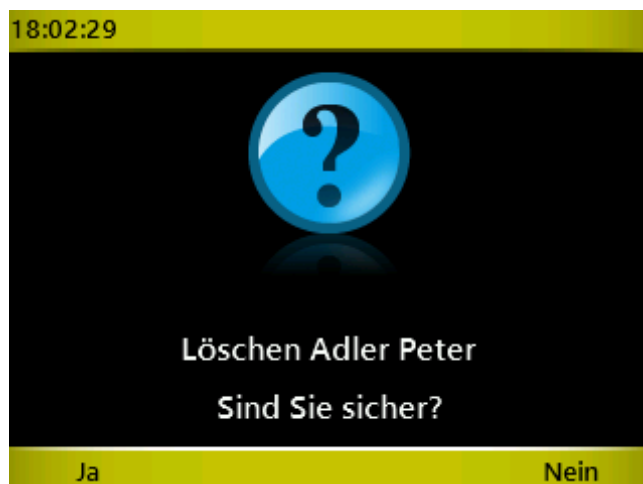 18:02:29
?
Löschen Adler Peter
Sind Sie sicher?
Ja Nein